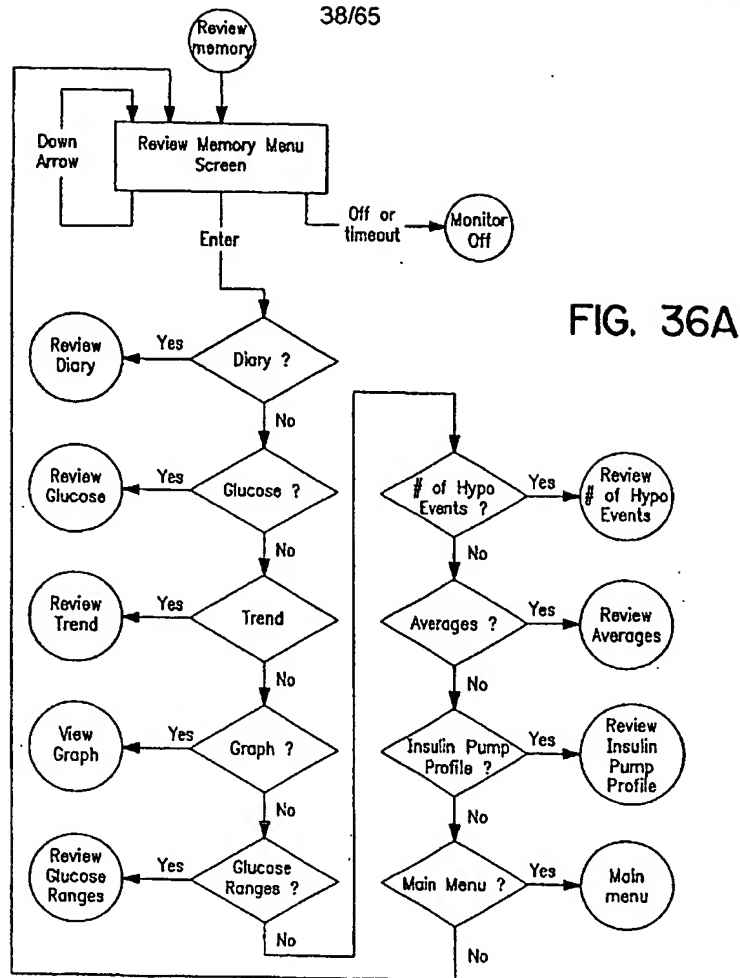 38/65
Review
memory
Down
Arrow
Review Memory Menu
Screen
Enter
Off or
timeout
Monitor
Off
FIG. 36A
Review
Diary
Yes
Diary ?
No
Review
Glucose
Yes
Glucose ?
No
Review
Trend
Yes
Trend
No
View
Graph
Yes
Graph ?
No
Review
Glucose
Ranges
Yes
Glucose
Ranges ?
No
# of Hypo
Events ?
Yes
Review
# of Hypo
Events
No
Averages ?
Yes
Review
Averages
No
Insulin Pump
Profile ?
Yes
Review
Insulin
Pump
Profile
No
Main Menu ?
Yes
Main
menu
No